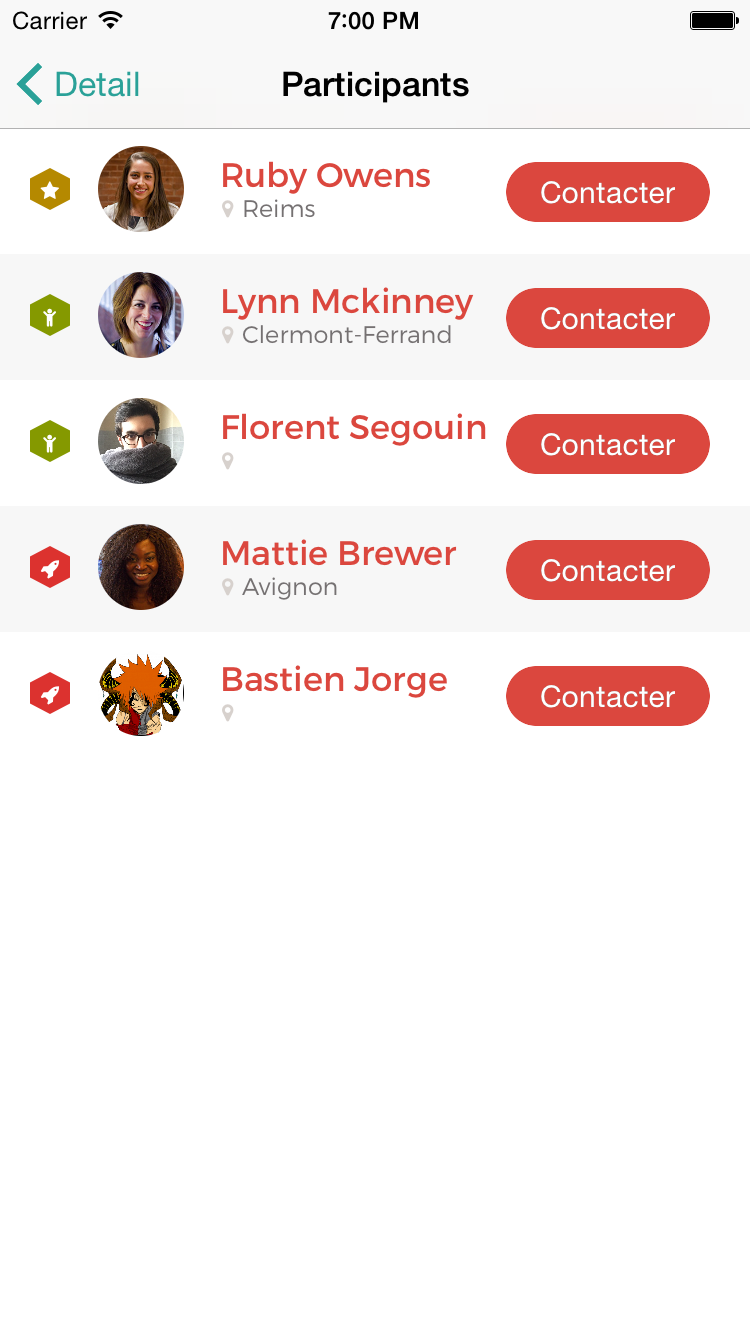 Carrier 7:00 PM
Detail Participants
Ruby Owens
Reims
Contacter
Lynn Mckinney
Clermont-Ferrand
Contacter
Florent Segouin
Contacter
Mattie Brewer
Avignon
Contacter
Bastien Jorge
Contacter